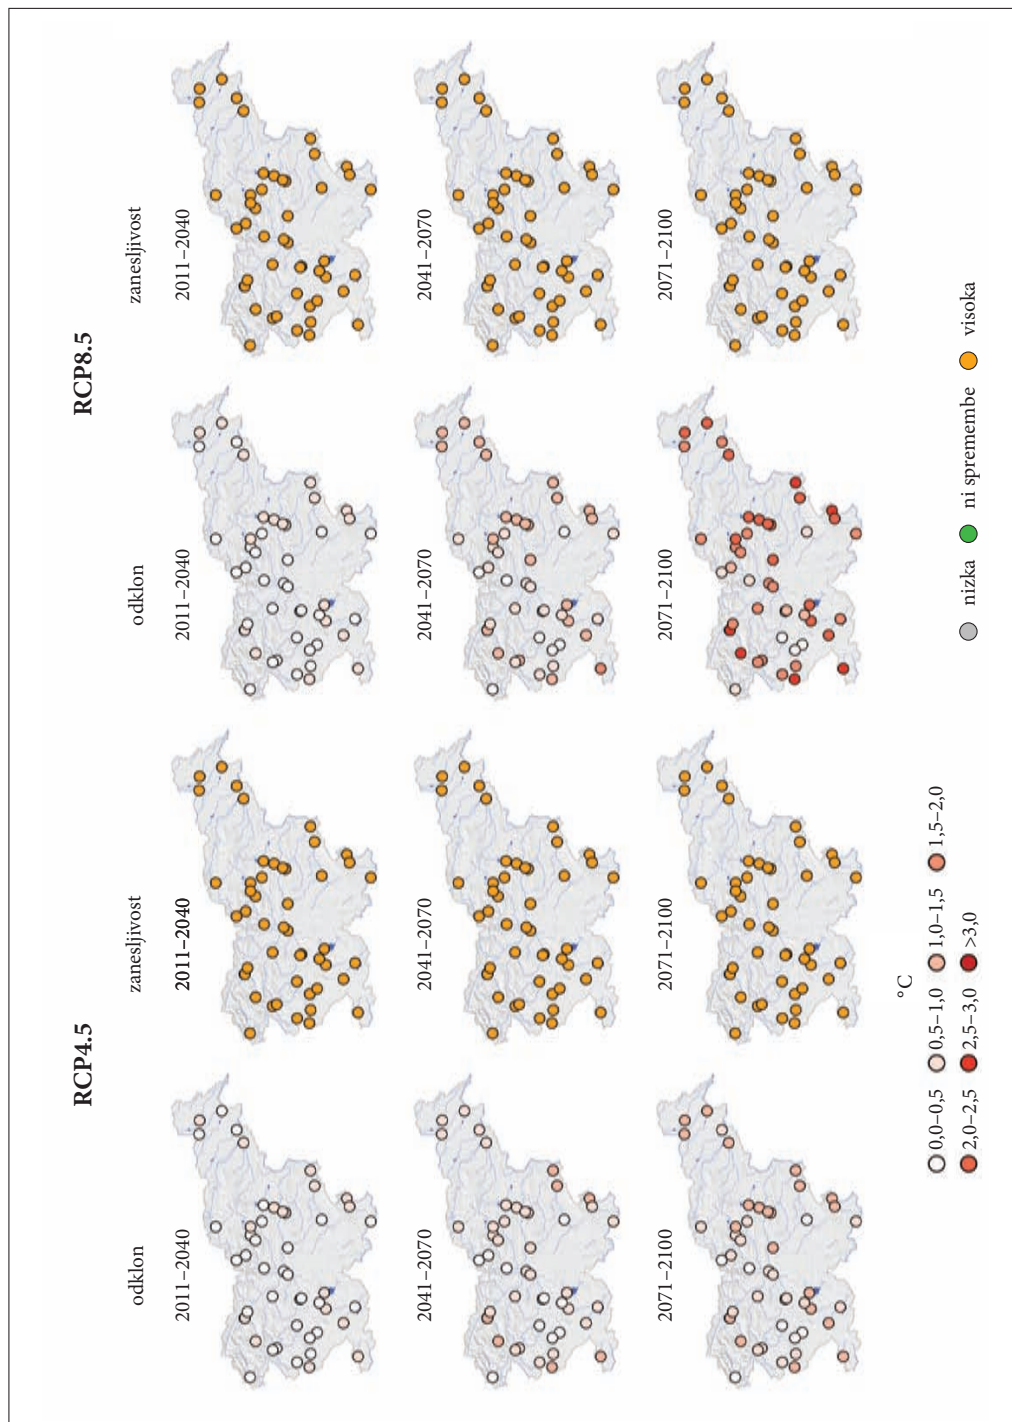 RCP4.5 RCP8.5
odklon zanesljivost odklon zanesljivost
2011–2040 2011–2040 2011–2040 2011–2040
2041–2070 2041–2070 2041–2070 2041–2070
2071–2100 2071–2100 2071–2100 2071–2100
°C
0,0–0,5 0,5–1,0 1,0–1,5 1,5–2,0
2,0–2,5 2,5–3,0 >3,0 nizka ni spremembe visoka